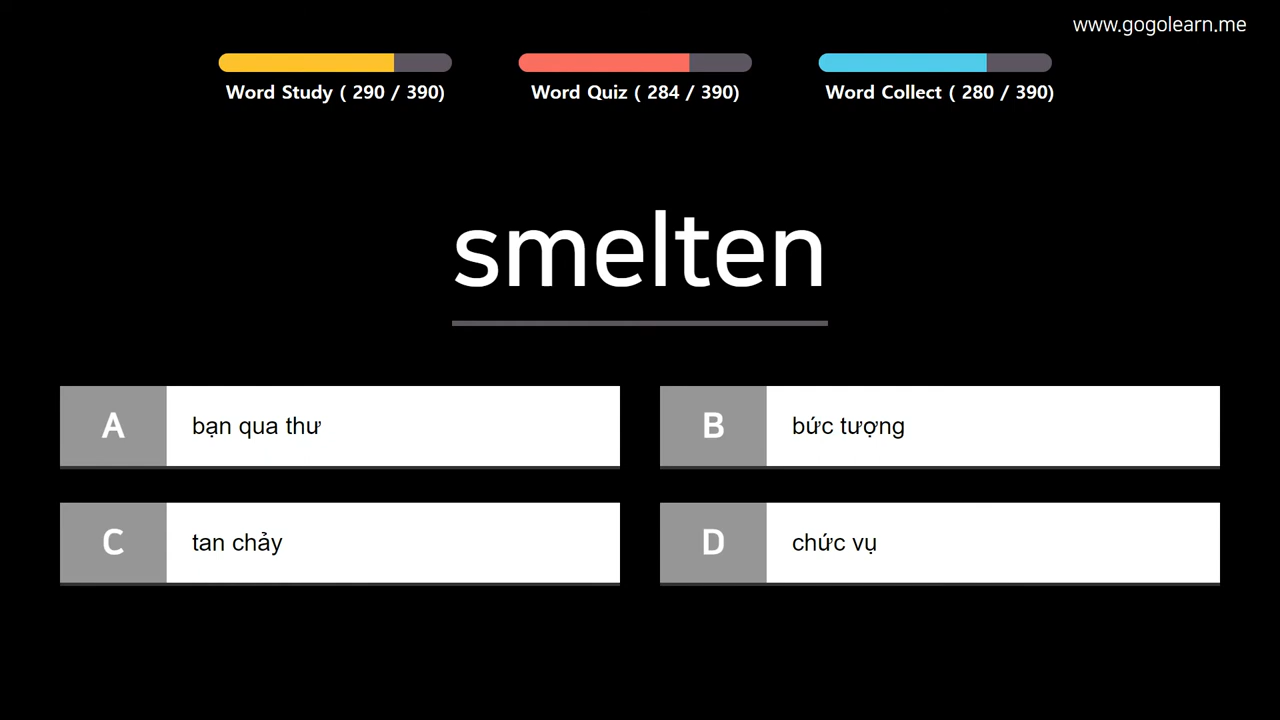 www.gogolearn.me
Word Study ( 290 / 390)
Word Quiz ( 284 / 390)
Word Collect ( 280 / 390)
smelten
A
bạn qua thư
B
bức tượng
C
tan chảy
D
chức vụ